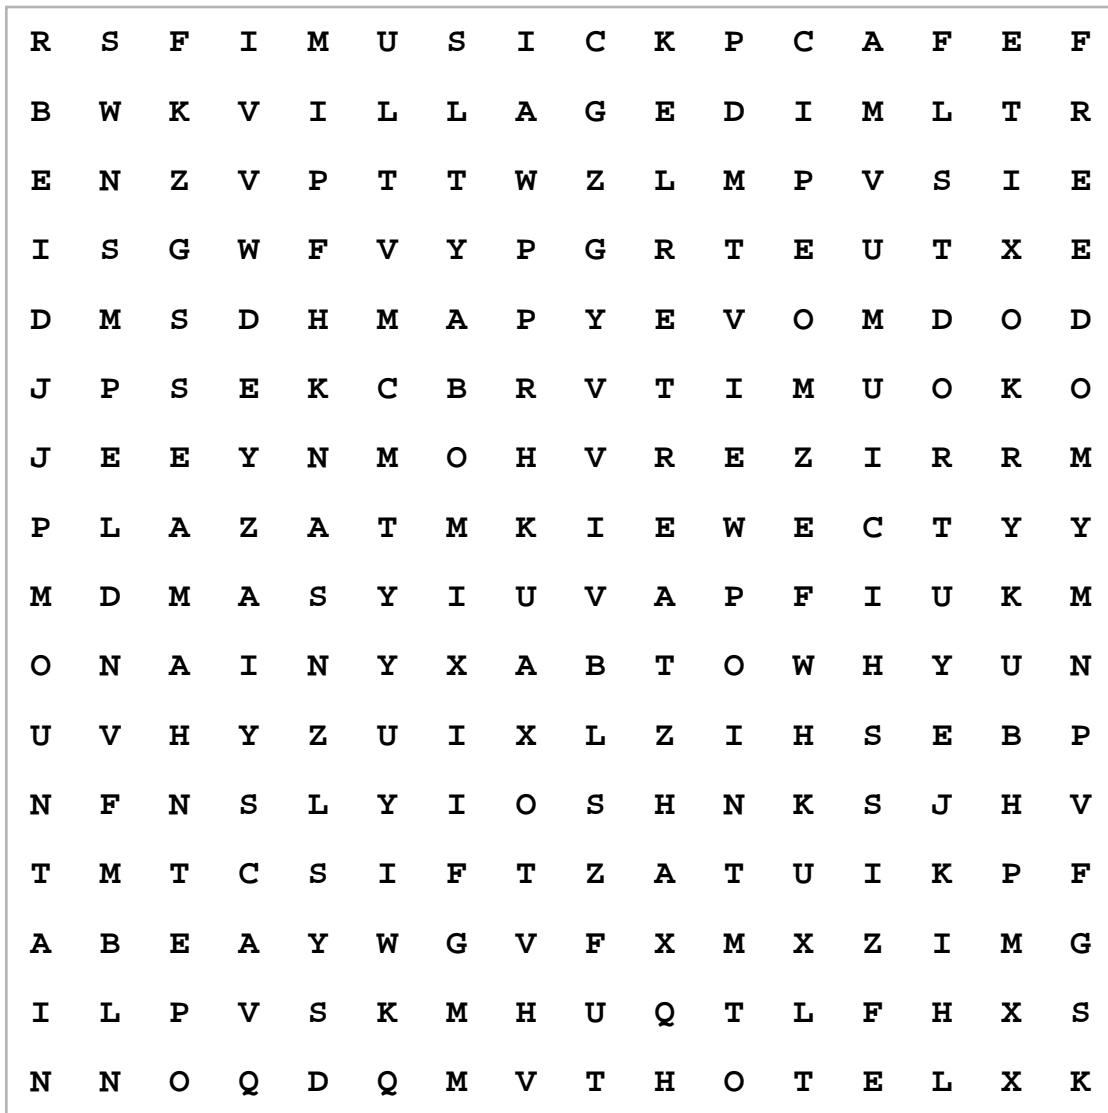 R S F I M U S I C K P C A F E F
B W K V I L L A G E D I M L T R
E N Z V P T T W Z L M P V S I E
I S G W F V Y P G R T E U T X E
D M S D H M A P Y E V O M D O D
J P S E K C B R V T I M U O K O
J E E Y N M O H V R E Z I R R M
P L A Z A T M K I E W E C T Y Y
M D M A S Y I U V A P F I U K M
O N A I N Y X A B T O W H Y U N
U V H Y Z U I X L Z I H S E B P
N F N S L Y I O S H N K S J H V
T M T C S I F T Z A T U I K P F
A B E A Y W G V F X M X Z I M G
I L P V S K M H U Q T L F H X S
N N O Q D Q M V T H O T E L X K